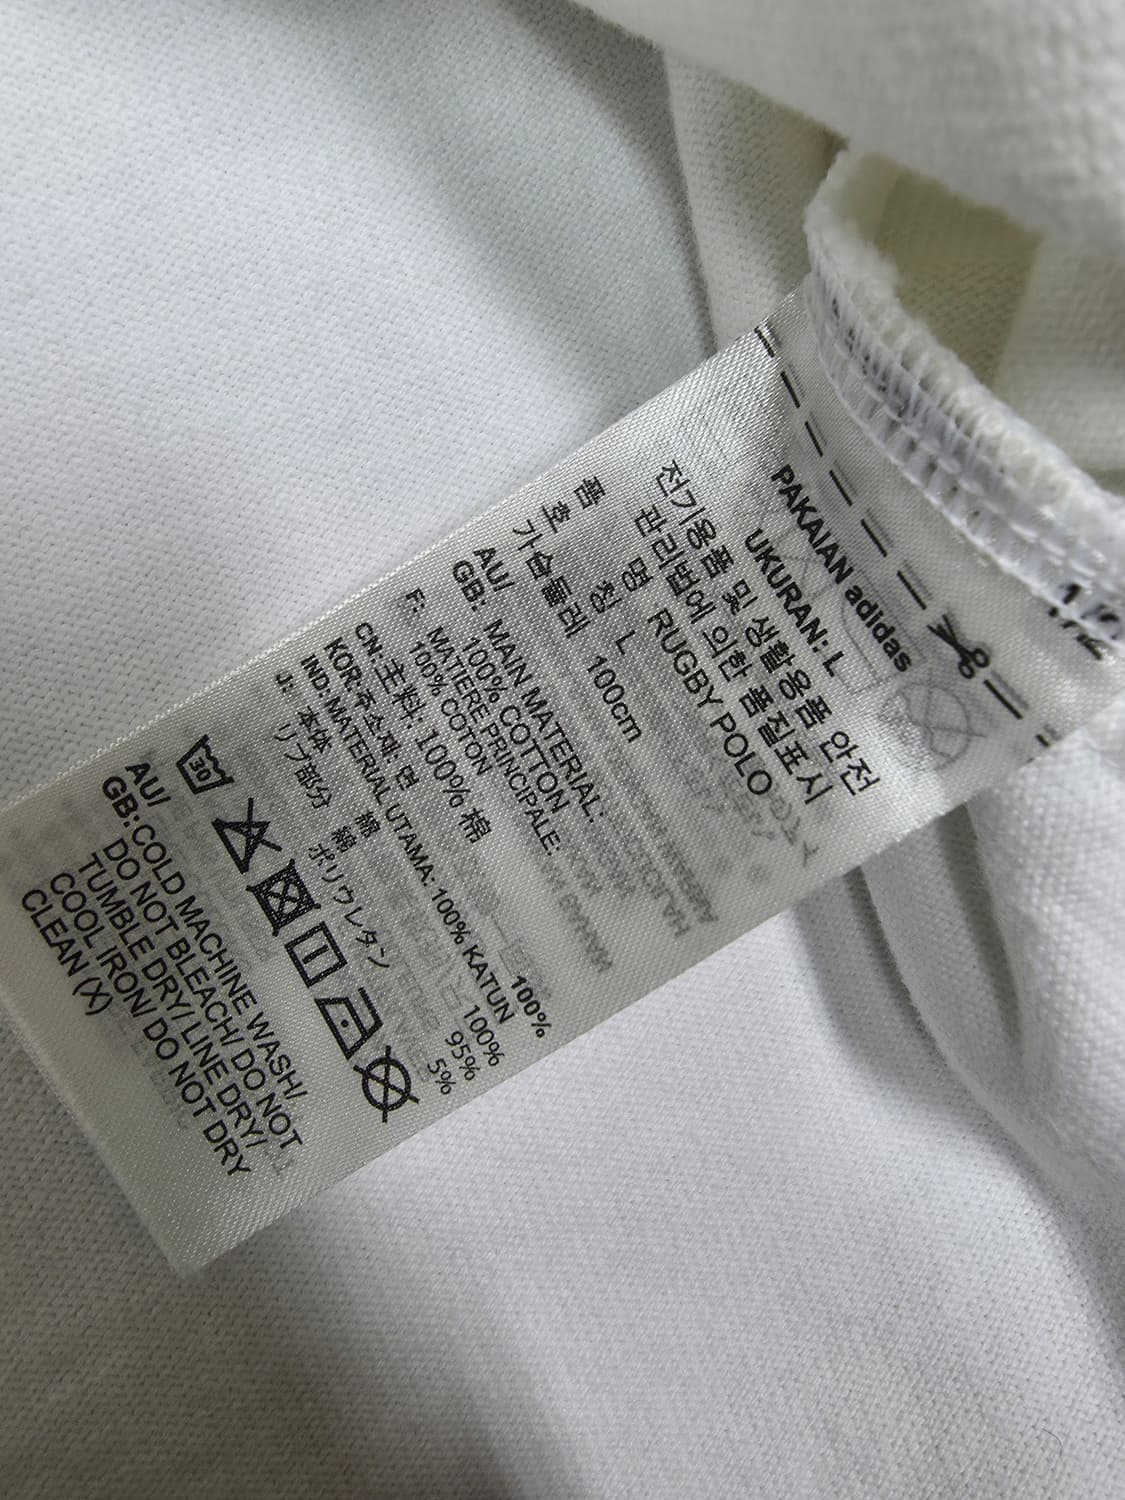 1/2
PAKAIAN adidas
UKURAN: L
전기용품 및 생활용품 안전
관리법에 의한 품질표시
품 명 RUGBY POLO
호 칭 L
가슴둘레 100cm
AU/
GB: MAIN MATERIAL:
100% COTTON
F: MATIERE PRINCIPALE:
100% COTON
CN: 主料: 100% 棉
KOR: 주소재: 면 100%
IND: MATERIAL UTAMA: 100% KATUN
J: 本体 綿 100%
リブ部分 綿 95%
ポリウレタン 5%
30
AU/
GB: COLD MACHINE WASH/
DO NOT BLEACH/ DO NOT
TUMBLE DRY/ LINE DRY/
COOL IRON/ DO NOT DRY
CLEAN (X)